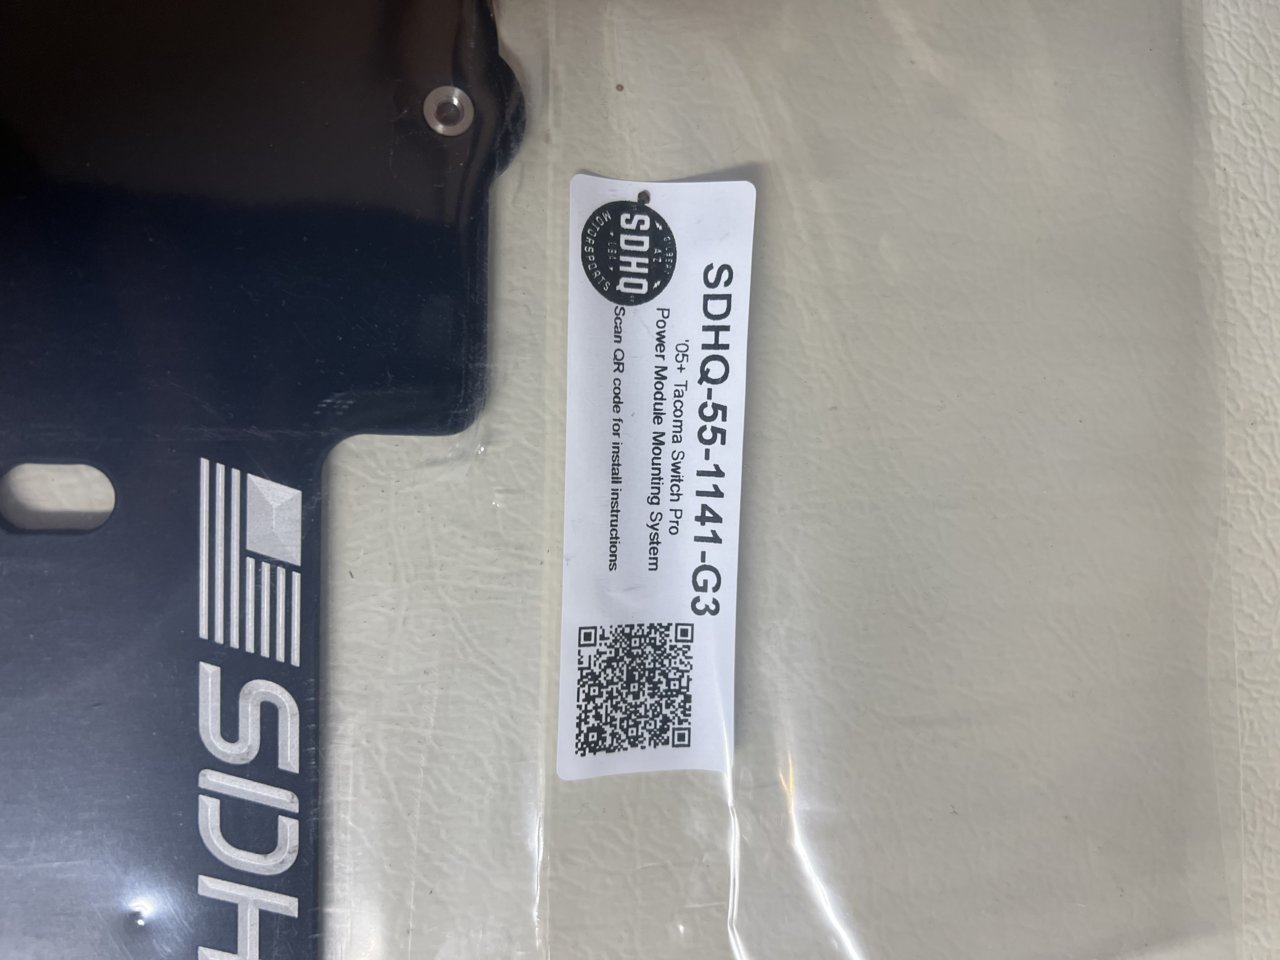 SDHQ-55-1141-G3
'05+ Tacoma Switch Pro
Power Module Mounting System
Scan QR code for install instructions
SDHQ
MOTORSPORTS
SDH